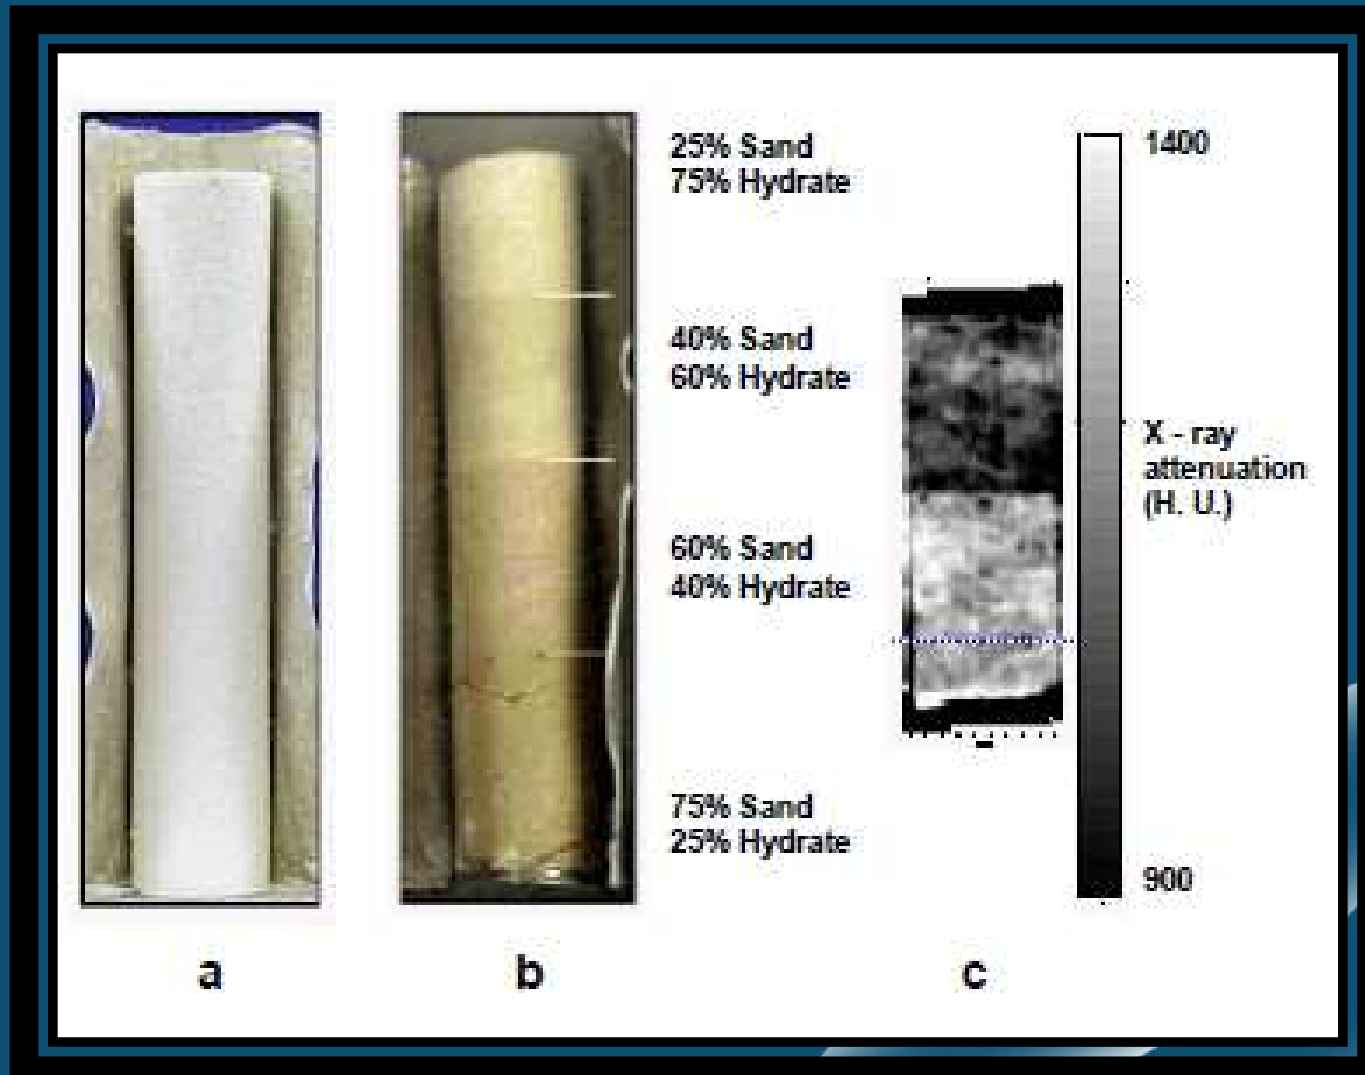 25% Sand
75% Hydrate
40% Sand
60% Hydrate
60% Sand
40% Hydrate
75% Sand
25% Hydrate
1400
X - ray
attenuation
(H. U.)
900
a
b
c